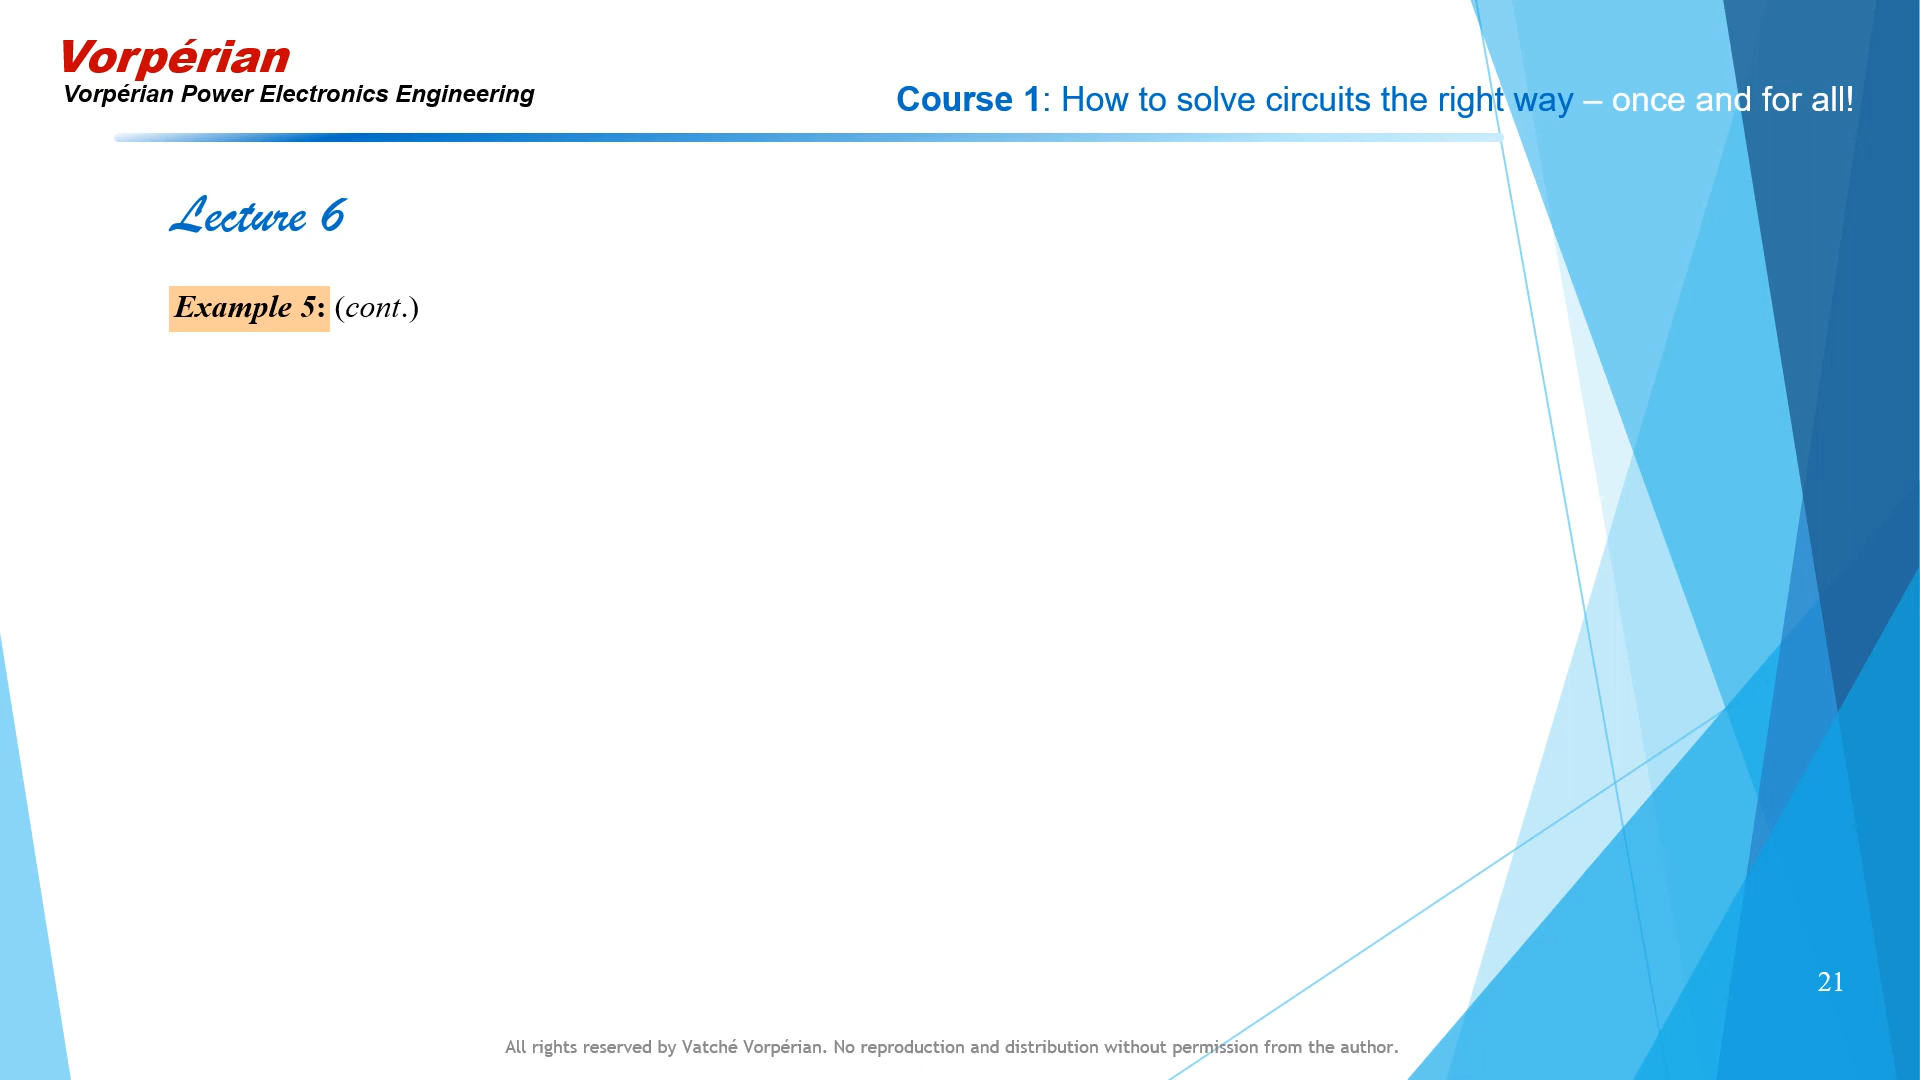 Vorpérian
Vorpérian Power Electronics Engineering
Course 1: How to solve circuits the right way – once and for all!
Lecture 6
Example 5: (cont.)
21
All rights reserved by Vatché Vorpérian. No reproduction and distribution without permission from the author.